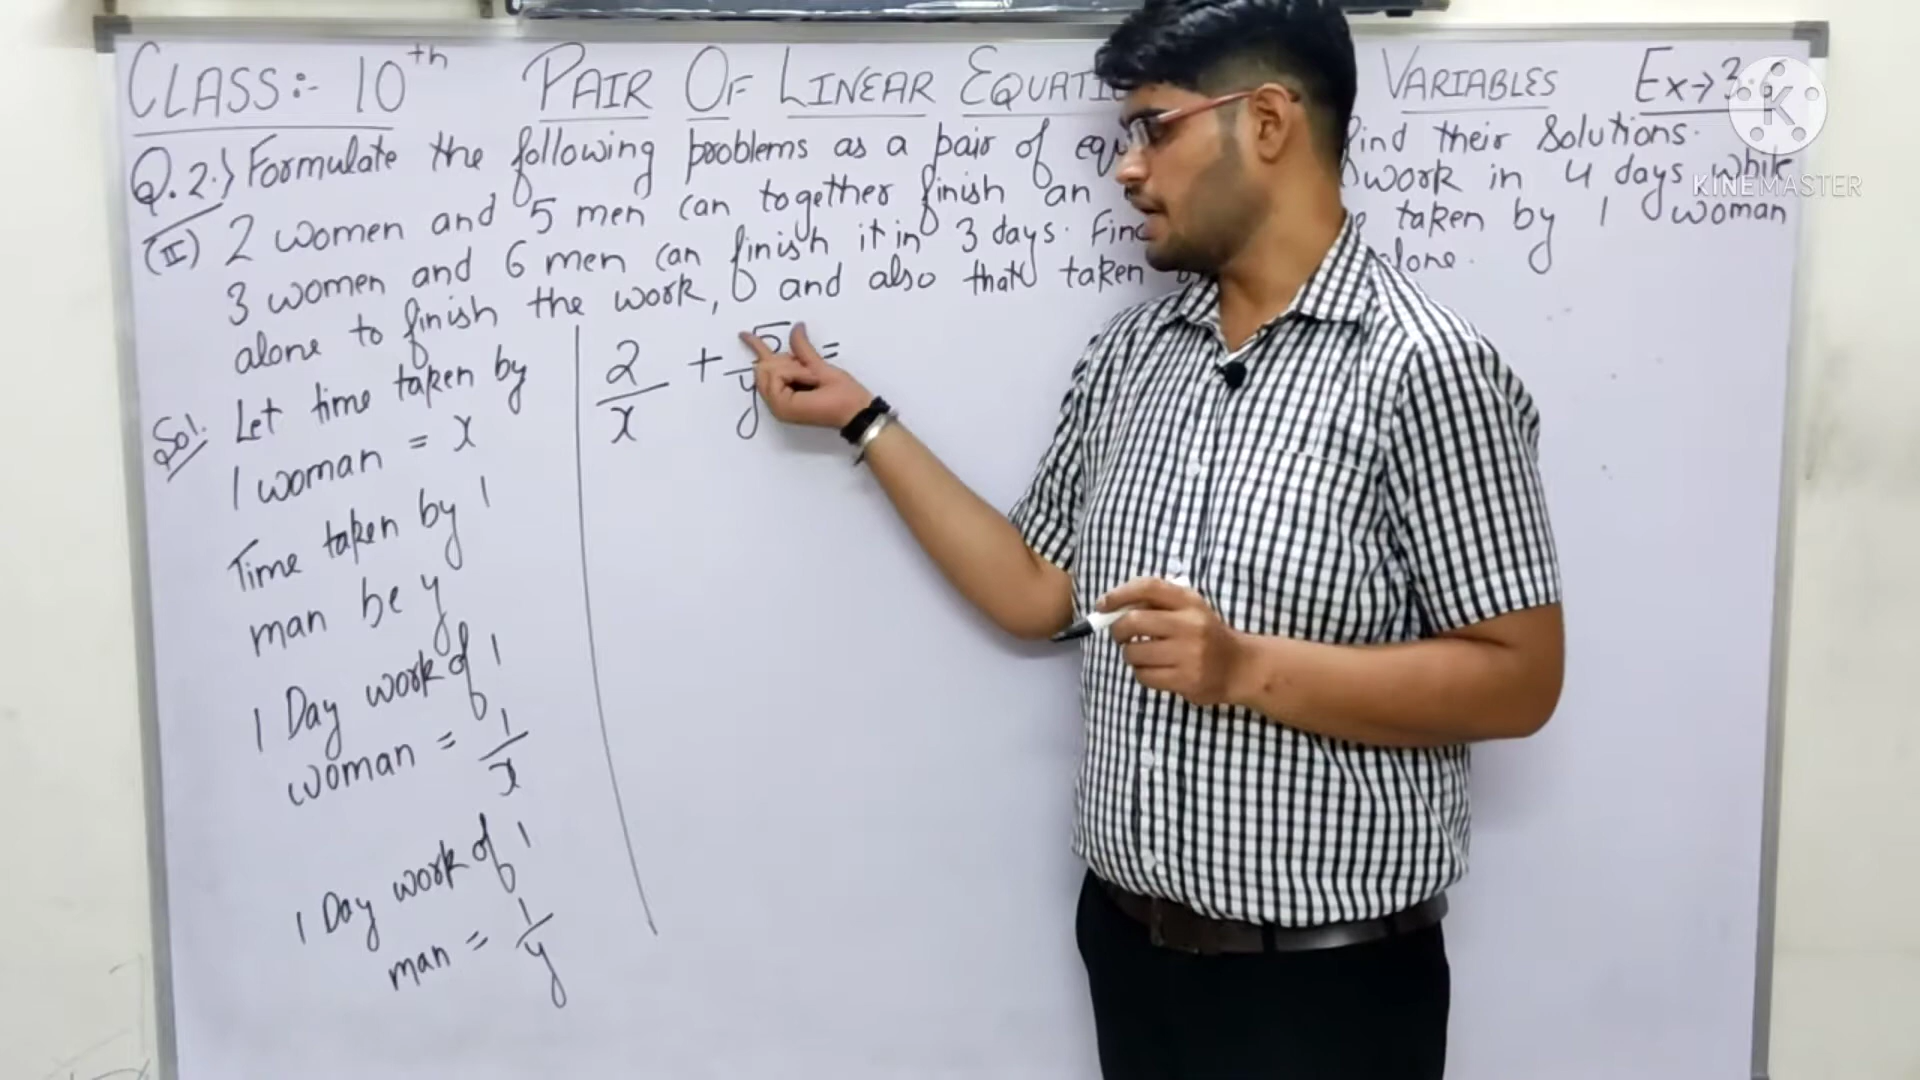 CLASS:- 10th PAIR OF LINEAR EQUATI VARIABLES Ex→3.6
K
KINEMASTER
Q.2.) Formulate the following problems as a pair of equ find their Solutions.
(II) 2 women and 5 men can together finish an work in 4 days while
3 women and 6 men can finish it in 3 days. Find taken by 1 woman
alone to finish the work, and also that taken alone.
Sol. Let time taken by
1 woman = x
Time taken by 1
man be y
1 Day work of 1
woman = 1/x
1 Day work of 1
man = 1/y
2/x + 5/y =